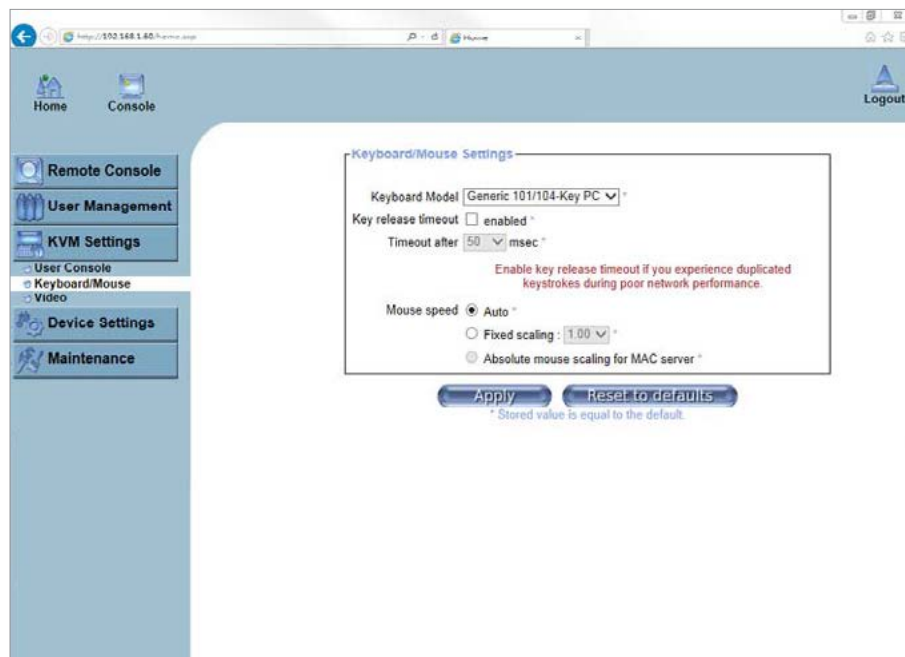 http://192.168.1.60/home.asp
Home
Home
Console
Logout
Remote Console
User Management
KVM Settings
User Console
Keyboard/Mouse
Video
Device Settings
Maintenance
Keyboard/Mouse Settings
Keyboard Model Generic 101/104-Key PC *
Key release timeout enabled *
Timeout after 50 msec *
Enable key release timeout if you experience duplicated
keystrokes during poor network performance.
Mouse speed Auto *
Fixed scaling : 1.00 *
Absolute mouse scaling for MAC server *
Apply Reset to defaults
* Stored value is equal to the default.